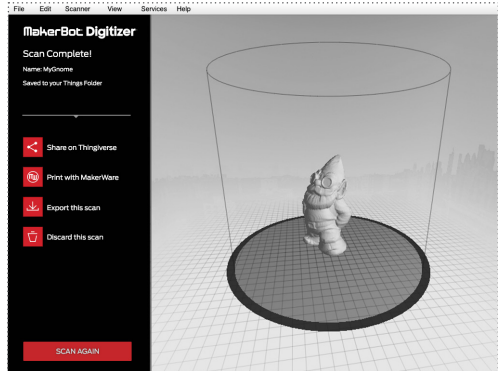 File Edit Scanner View Services Help
MakerBot. Digitizer
Scan Complete!
Name: MyGnome
Saved to your Things Folder
Share on Thingiverse
Print with MakerWare
Export this scan
Discard this scan
SCAN AGAIN